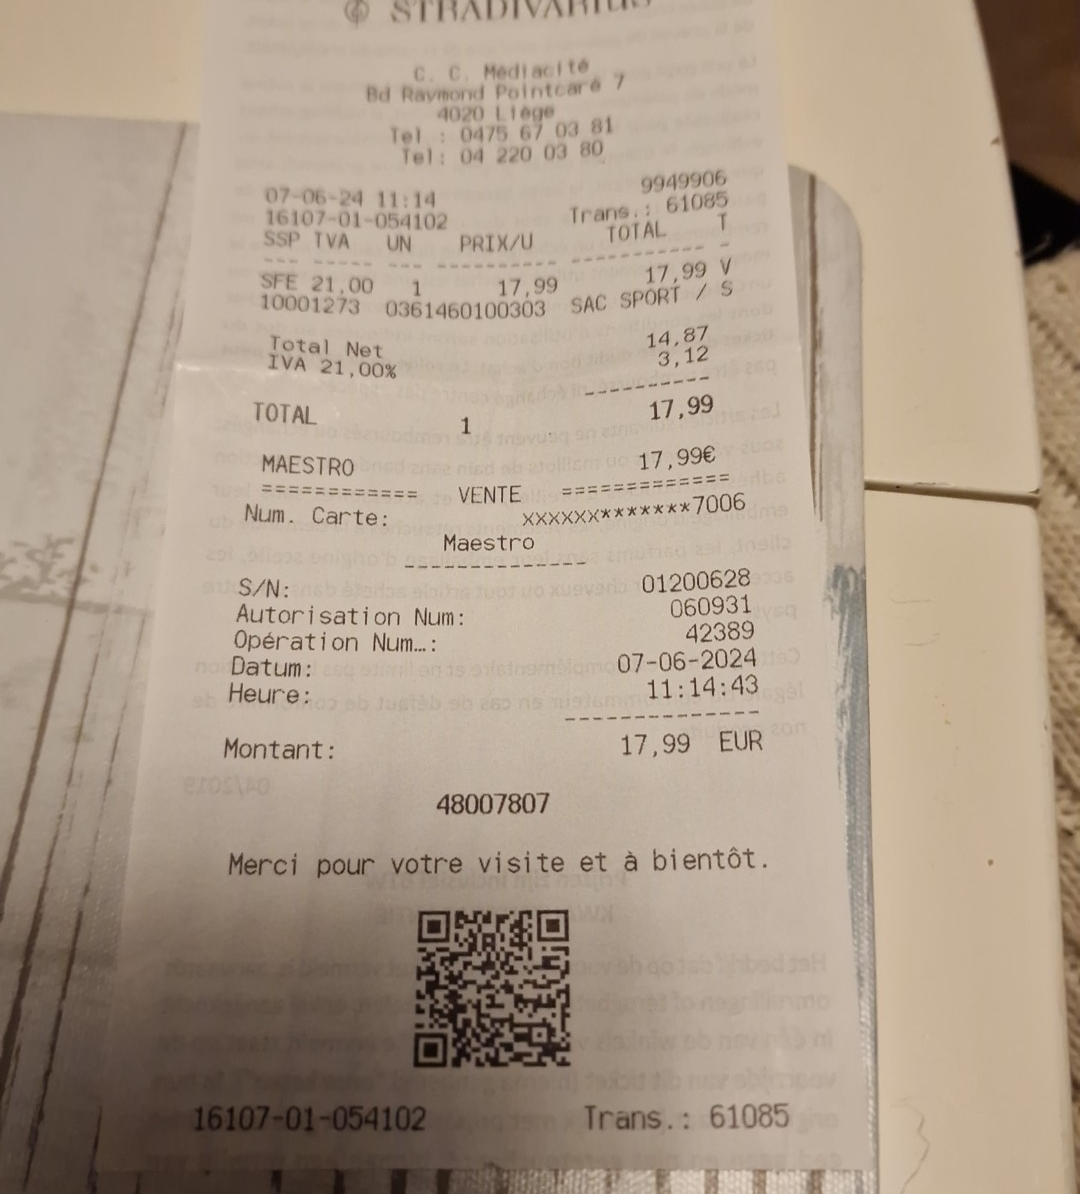 STRADIVARIUS
C. C. Médiacité
Bd Raymond Pointcaré 7
4020 Liège
Tel : 0475 67 03 81
Tel: 04 220 03 80
07-06-24 11:14 9949906
16107-01-054102 Trans.: 61085
SSP TVA UN PRIX/U TOTAL T
--- ----- --- ---------- ----------- --
SFE 21,00 1 17,99 17,99 V
10001273 0361460100303 SAC SPORT / S
Total Net 14,87
IVA 21,00% 3,12
----------
TOTAL 1 17,99
MAESTRO 17,99€
============ VENTE =============
Num. Carte: xxxxxx*******7006
Maestro
--------------
S/N: 01200628
Autorisation Num: 060931
Opération Num…: 42389
Datum: 07-06-2024
Heure: 11:14:43
--------------
Montant: 17,99 EUR
48007807
Merci pour votre visite et à bientôt.
16107-01-054102 Trans.: 61085